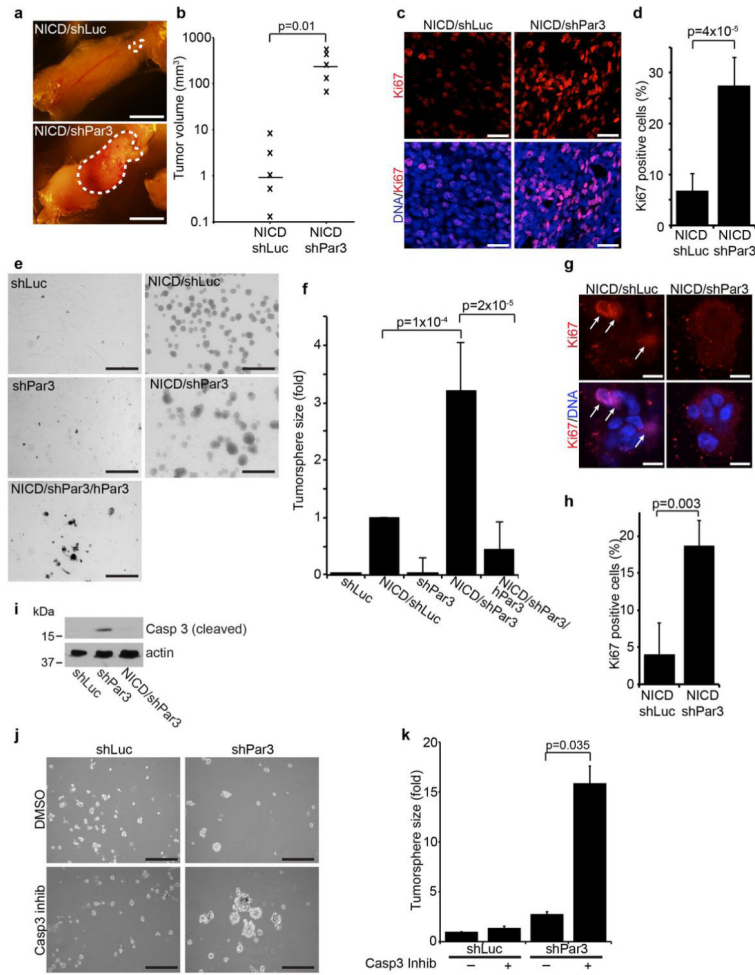 a
NICD/shLuc
NICD/shPar3
b
p=0.01
Tumor volume (mm³)
1000
100
10
1
0.1
NICD
shLuc
NICD
shPar3
c
NICD/shLuc
NICD/shPar3
Ki67
DNA/Ki67
d
p=4x10⁻⁵
Ki67 positive cells (%)
30
20
10
0
NICD
shLuc
NICD
shPar3
e
shLuc
NICD/shLuc
shPar3
NICD/shPar3
NICD/shPar3/hPar3
f
p=1x10⁻⁴
p=2x10⁻⁵
Tumorsphere size (fold)
4
3
2
1
0
shLuc
NICD/shLuc
shPar3
NICD/shPar3
NICD/shPar3/
hPar3
g
NICD/shLuc
NICD/shPar3
Ki67
Ki67/DNA
h
p=0.003
Ki67 positive cells (%)
20
10
0
NICD
shLuc
NICD
shPar3
i
kDa
15
Casp 3 (cleaved)
37
actin
shLuc
shPar3
NICD/shPar3
j
shLuc
shPar3
DMSO
Casp3 inhib
k
p=0.035
Tumorsphere size (fold)
20
15
10
5
0
shLuc
shPar3
Casp3 Inhib
− + − +